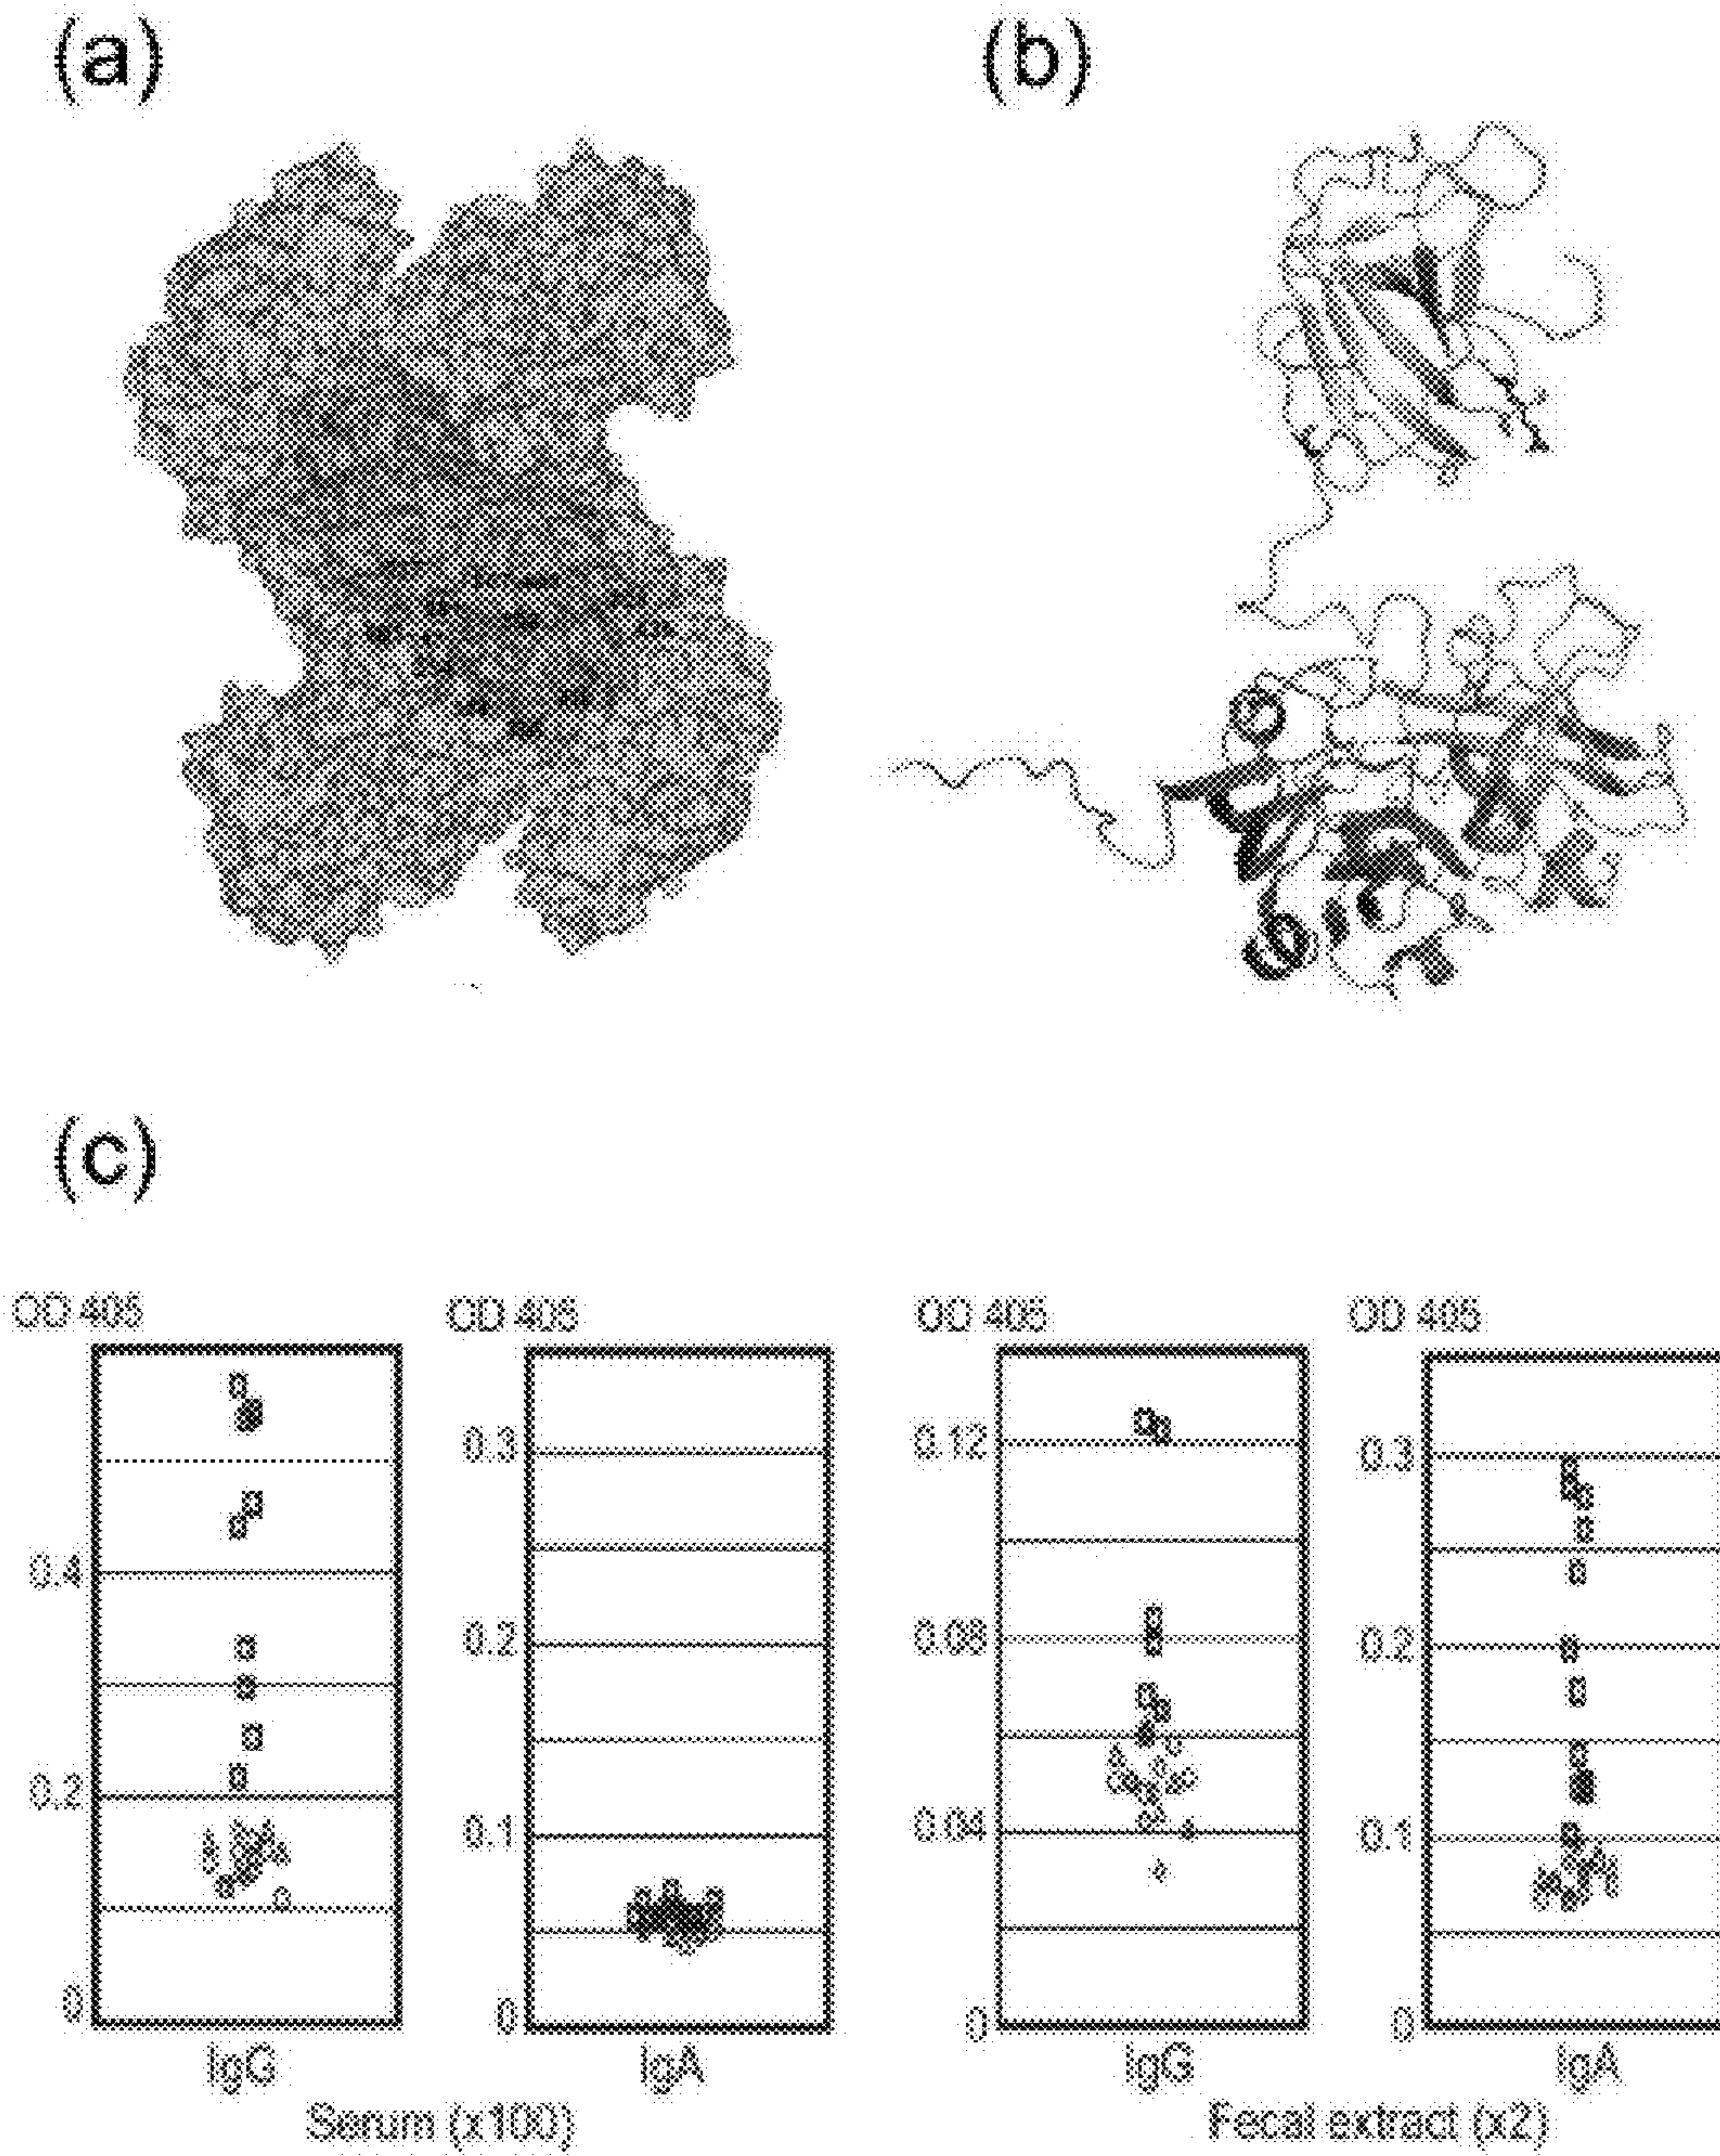 (a)
(b)
(c)
OD 405
OD 405
OD 405
OD 405
0.4
0.2
0
0.3
0.2
0.1
0
0.12
0.08
0.04
0
0.3
0.2
0.1
0
IgG
IgA
IgG
IgA
Serum (x100)
Fecal extract (x2)